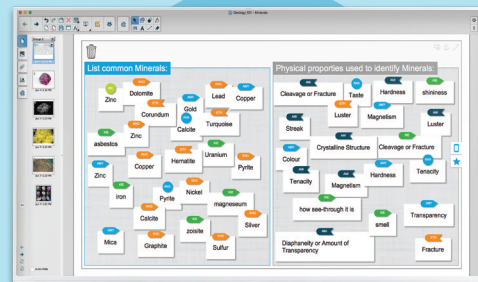 Geology 101 - Minerals
List common Minerals:
Physical properties used to identify Minerals:
Zinc
Dolomite
Corundum
Gold
Lead
Copper
Calcite
Turquoise
asbestos
Zinc
Zinc
Copper
Hematite
Uranium
Pyrite
Iron
Pyrite
Nickel
magneseum
Calcite
Silver
Mica
Graphite
zoisite
Sulfur
Cleavage or Fracture
Taste
Hardness
shininess
Luster
Magnetism
Luster
Streak
Crystalline Structure
Cleavage or Fracture
Colour
Tenacity
Magnetism
Hardness
Tenacity
how see-through it is
Transparency
smell
Diaphaneity or Amount of
Transparency
Fracture